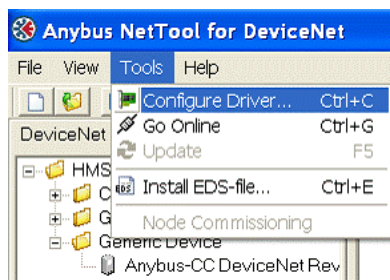 Anybus NetTool for DeviceNet
File View Tools Help
Configure Driver... Ctrl+C
Go Online Ctrl+G
Update F5
Install EDS-file... Ctrl+E
Node Commissioning
DeviceNet
HMS
C
G
Generic Device
Anybus-CC DeviceNet Rev
EDS